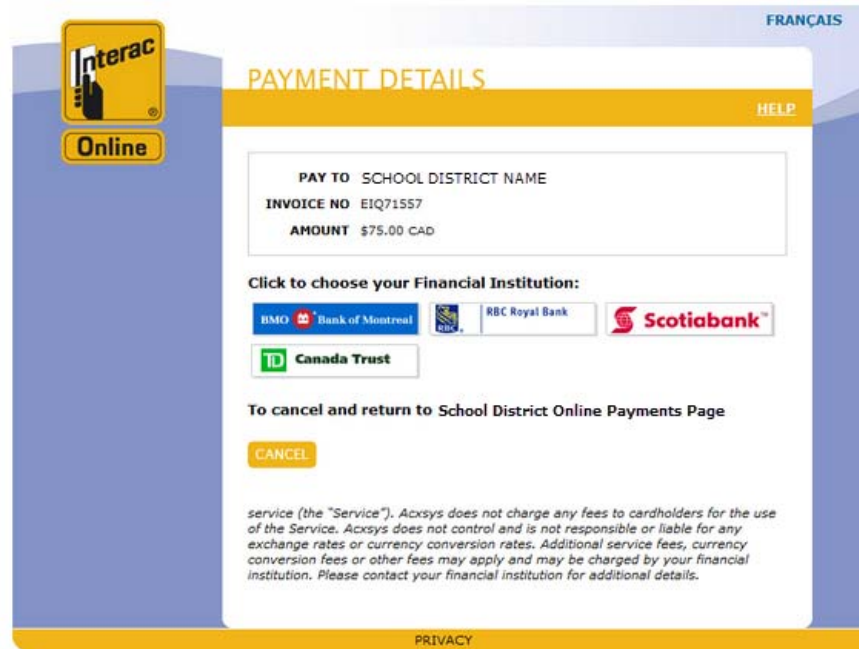 FRANÇAIS
Interac
®
Online
PAYMENT DETAILS
HELP
PAY TO SCHOOL DISTRICT NAME
INVOICE NO EIQ71557
AMOUNT $75.00 CAD
Click to choose your Financial Institution:
BMO Bank of Montreal RBC RBC Royal Bank Scotiabank™
TD Canada Trust
To cancel and return to School District Online Payments Page
CANCEL
service (the "Service"). Acxsys does not charge any fees to cardholders for the use
of the Service. Acxsys does not control and is not responsible or liable for any
exchange rates or currency conversion rates. Additional service fees, currency
conversion fees or other fees may apply and may be charged by your financial
institution. Please contact your financial institution for additional details.
PRIVACY